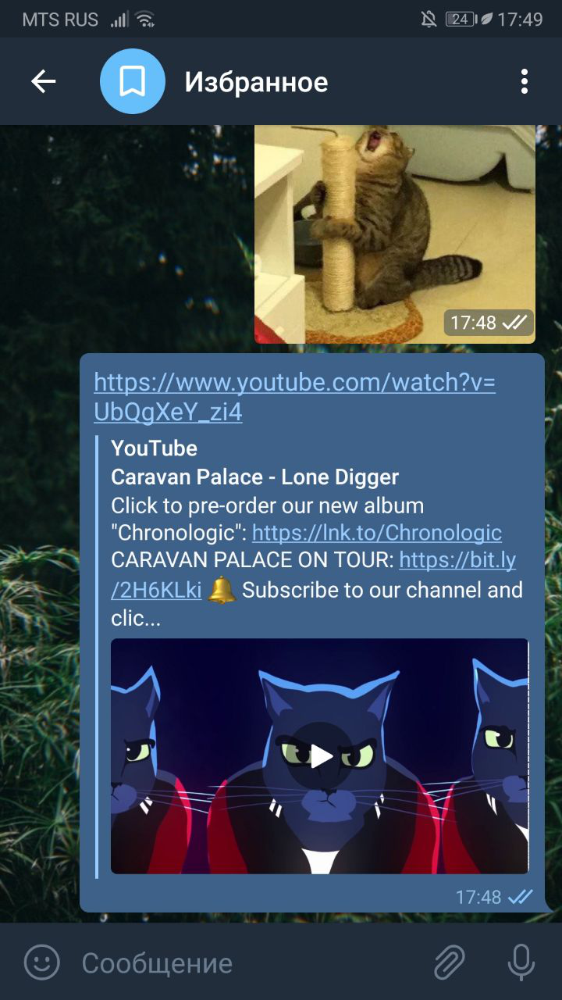 MTS RUS 24 17:49
Избранное
17:48
https://www.youtube.com/watch?v=
UbQgXeY_zi4
YouTube
Caravan Palace - Lone Digger
Click to pre-order our new album
"Chronologic": https://lnk.to/Chronologic
CARAVAN PALACE ON TOUR: https://bit.ly
/2H6KLki 🔔 Subscribe to our channel and
clic...
17:48
Сообщение